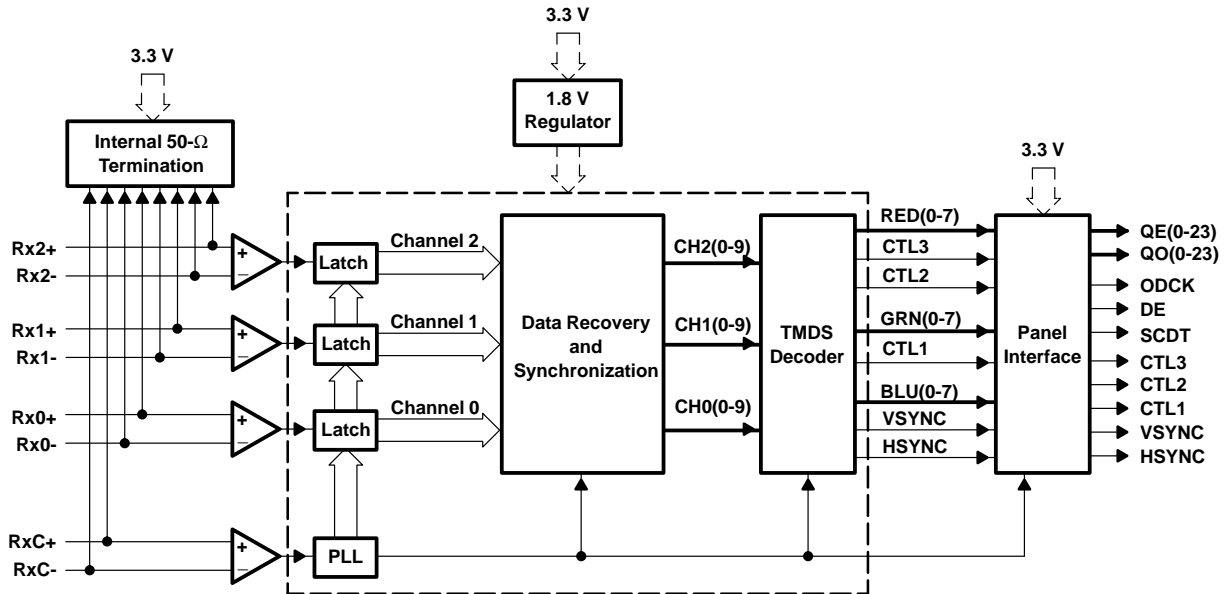 3.3 V
3.3 V
1.8 V
Regulator
Internal 50-Ω
Termination
3.3 V
Rx2+
Rx2-
Rx1+
Rx1-
Rx0+
Rx0-
RxC+
RxC-
+
−
+
−
+
−
+
−
Latch
Latch
Latch
PLL
Channel 2
Channel 1
Channel 0
Data Recovery
and
Synchronization
CH2(0-9)
CH1(0-9)
CH0(0-9)
TMDS
Decoder
RED(0-7)
CTL3
CTL2
GRN(0-7)
CTL1
BLU(0-7)
VSYNC
HSYNC
Panel
Interface
QE(0-23)
QO(0-23)
ODCK
DE
SCDT
CTL3
CTL2
CTL1
VSYNC
HSYNC